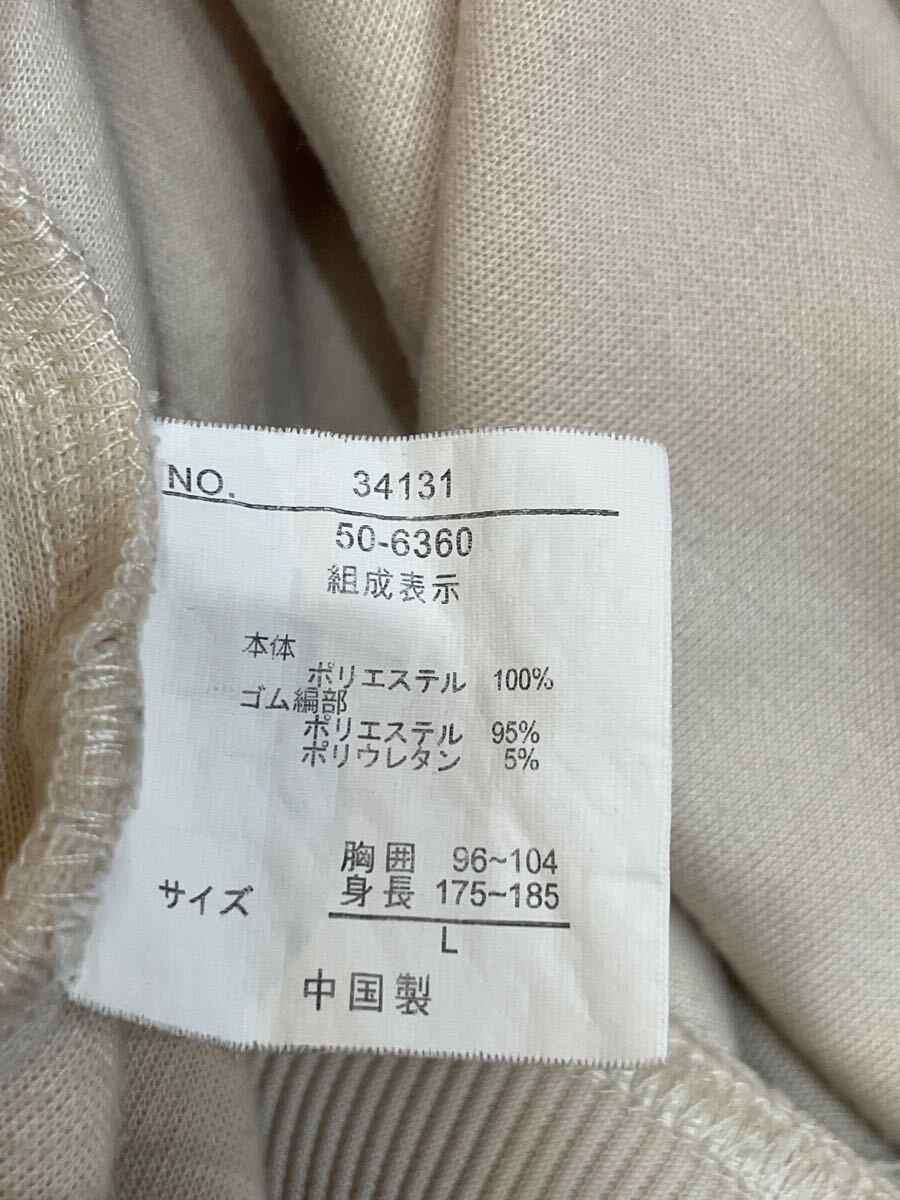 NO. 34131
50-6360
組成表示
本体
ポリエステル 100%
ゴム編部
ポリエステル 95%
ポリウレタン 5%
胸囲 96~104
サイズ 身長 175~185
L
中国製